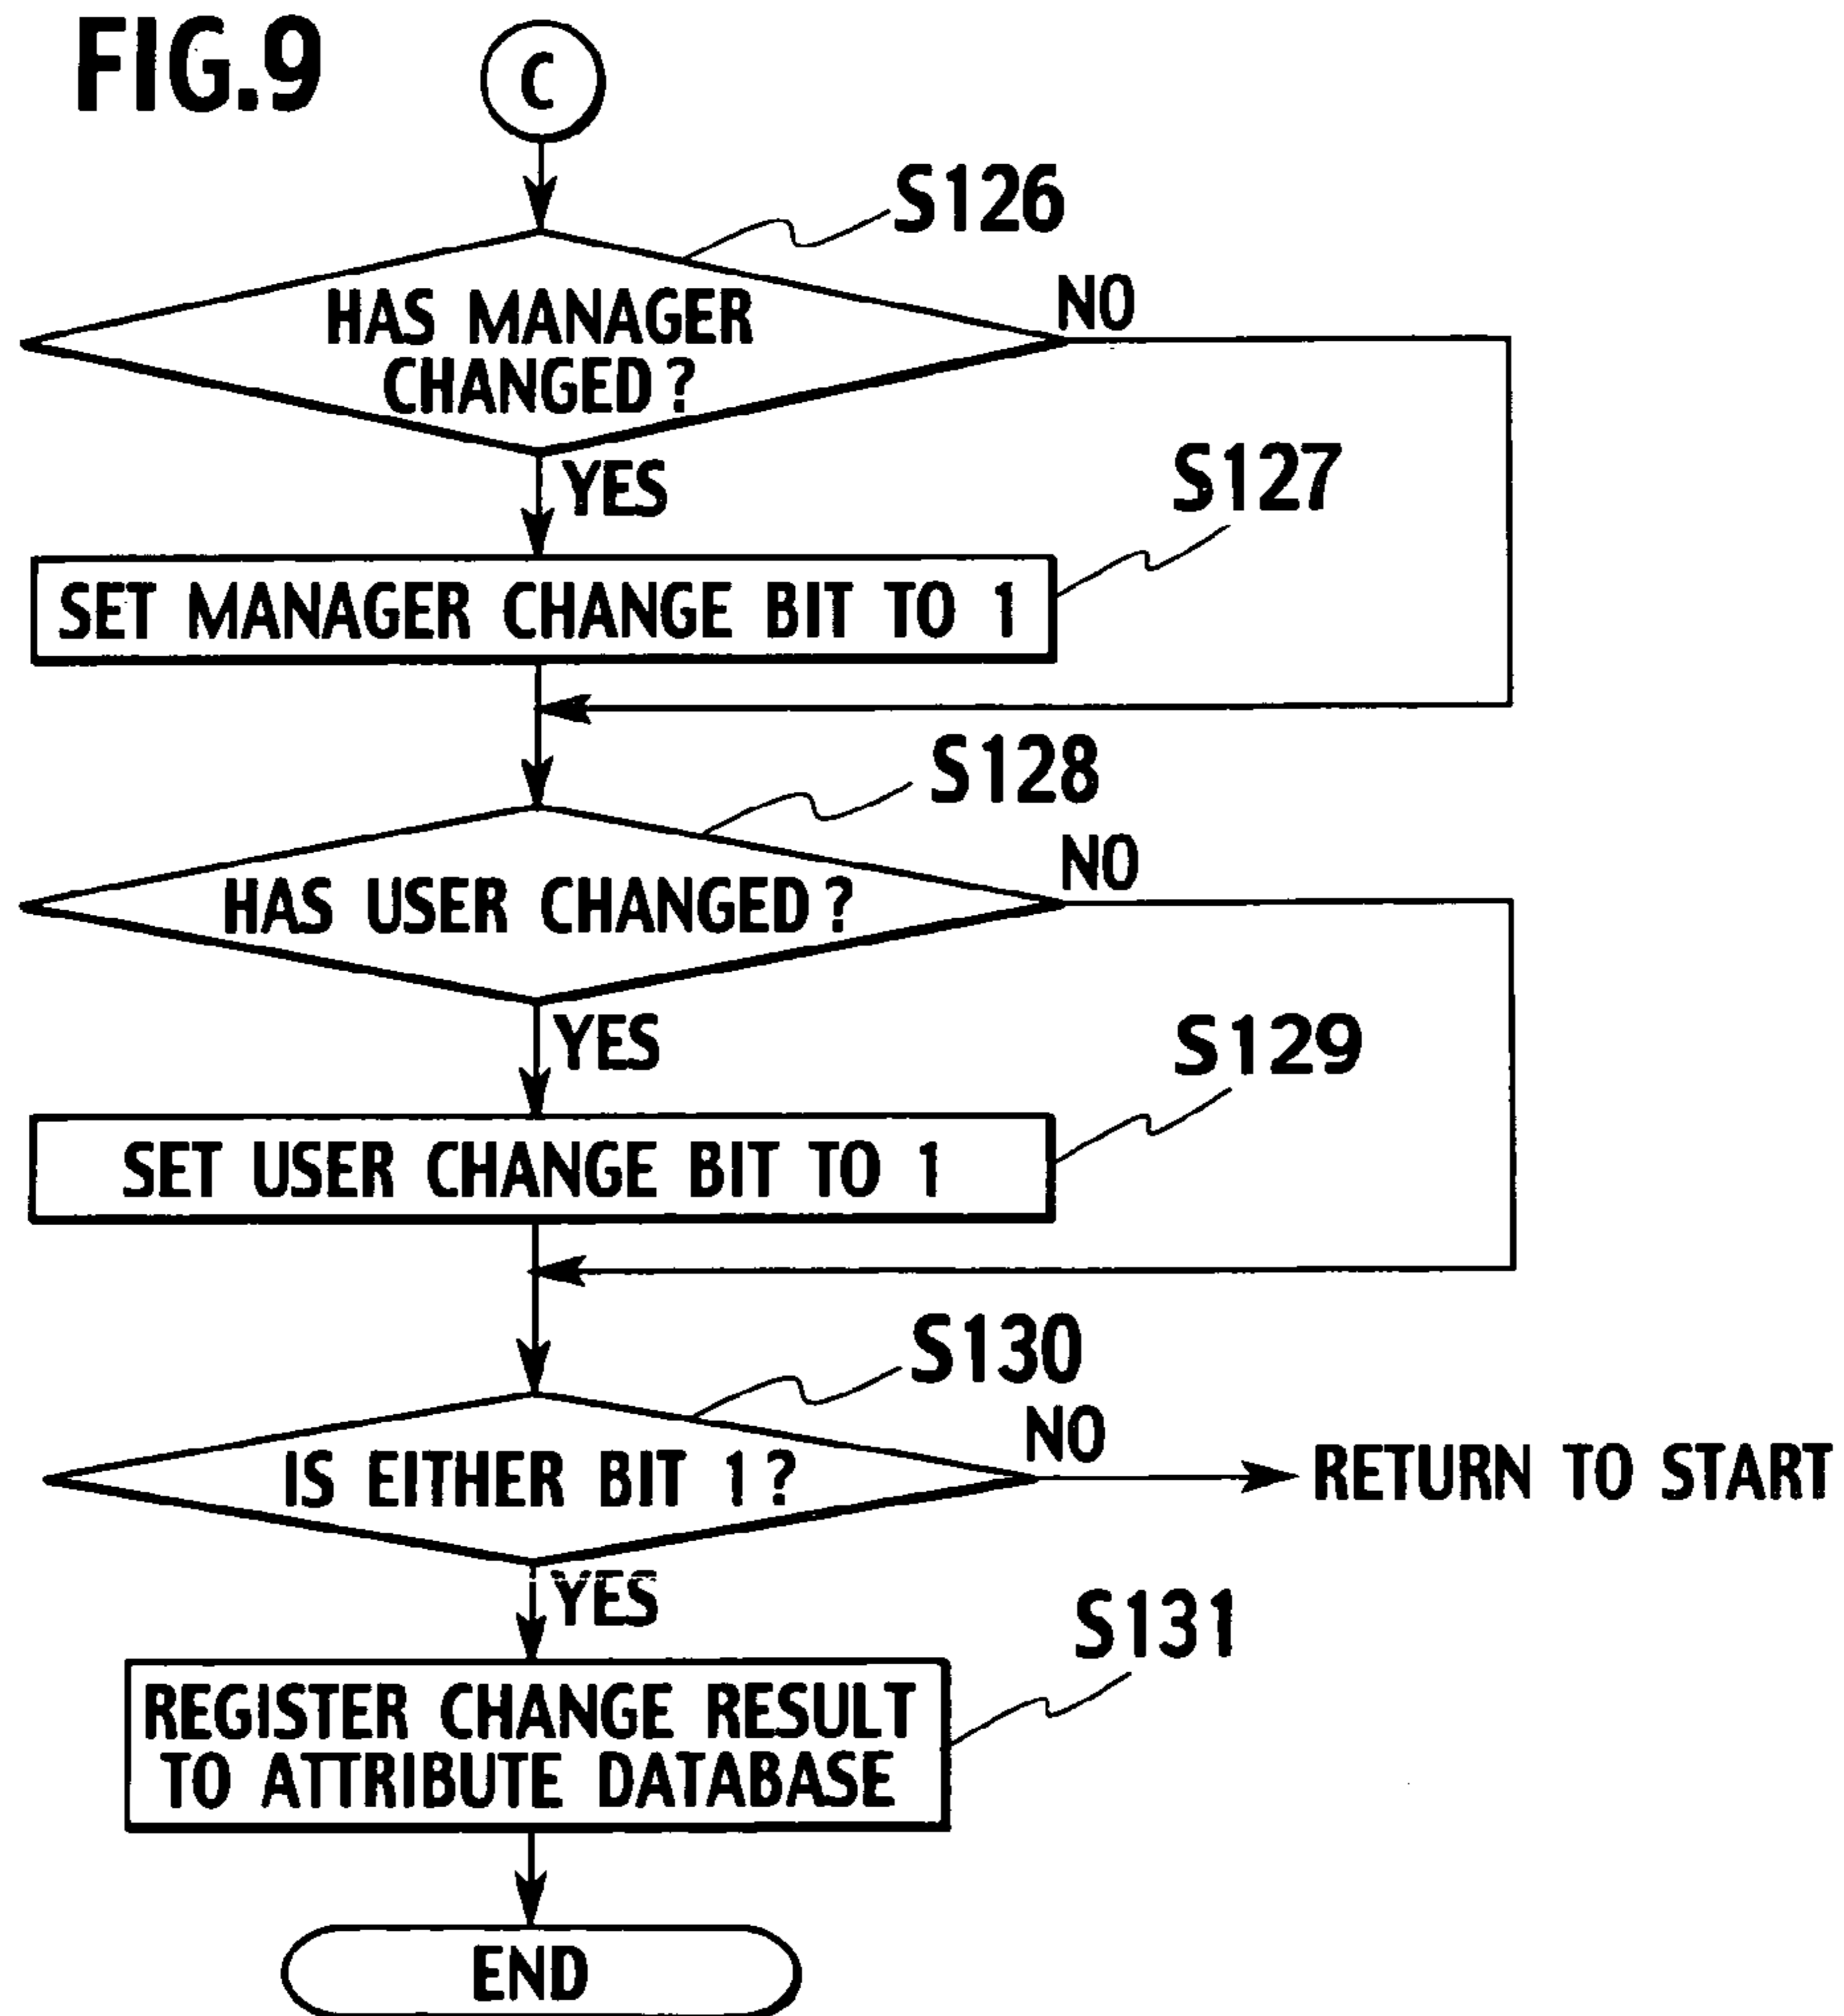 FIG.9
C
S126
HAS MANAGER
CHANGED?
NO
YES
S127
SET MANAGER CHANGE BIT TO 1
S128
HAS USER CHANGED?
NO
YES
S129
SET USER CHANGE BIT TO 1
S130
IS EITHER BIT 1?
NO
RETURN TO START
YES
S131
REGISTER CHANGE RESULT
TO ATTRIBUTE DATABASE
END